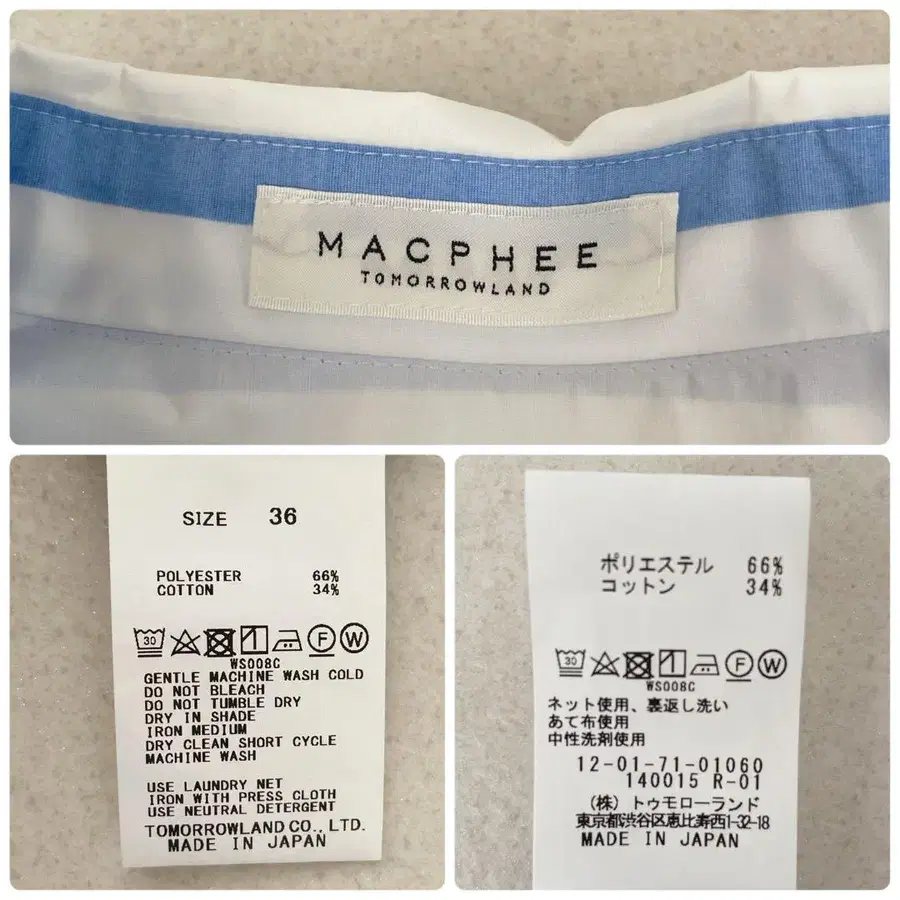 MACPHEE
TOMORROWLAND
SIZE 36
POLYESTER 66%
COTTON 34%
30 F W
WS008C
GENTLE MACHINE WASH COLD
DO NOT BLEACH
DO NOT TUMBLE DRY
DRY IN SHADE
IRON MEDIUM
DRY CLEAN SHORT CYCLE
MACHINE WASH
USE LAUNDRY NET
IRON WITH PRESS CLOTH
USE NEUTRAL DETERGENT
TOMORROWLAND CO., LTD.
MADE IN JAPAN
ポリエステル 66%
コットン 34%
30 F W
WS008C
ネット使用、裏返し洗い
あて布使用
中性洗剤使用
12-01-71-01060
140015 R-01
(株)トゥモローランド
東京都渋谷区恵比寿西1-32-18
MADE IN JAPAN